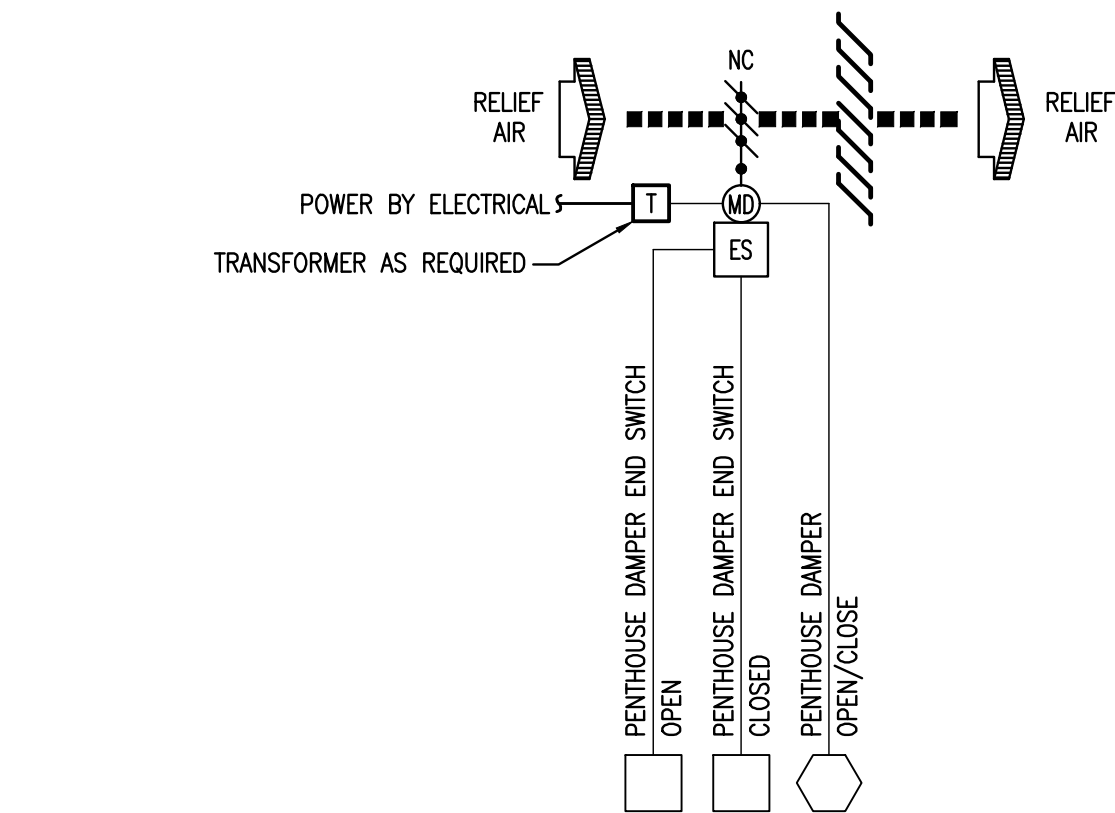 NC
RELIEF
AIR
RELIEF
AIR
POWER BY ELECTRICAL
T
MD
TRANSFORMER AS REQUIRED
ES
PENTHOUSE DAMPER END SWITCH
OPEN
PENTHOUSE DAMPER END SWITCH
CLOSED
PENTHOUSE DAMPER
OPEN/CLOSE